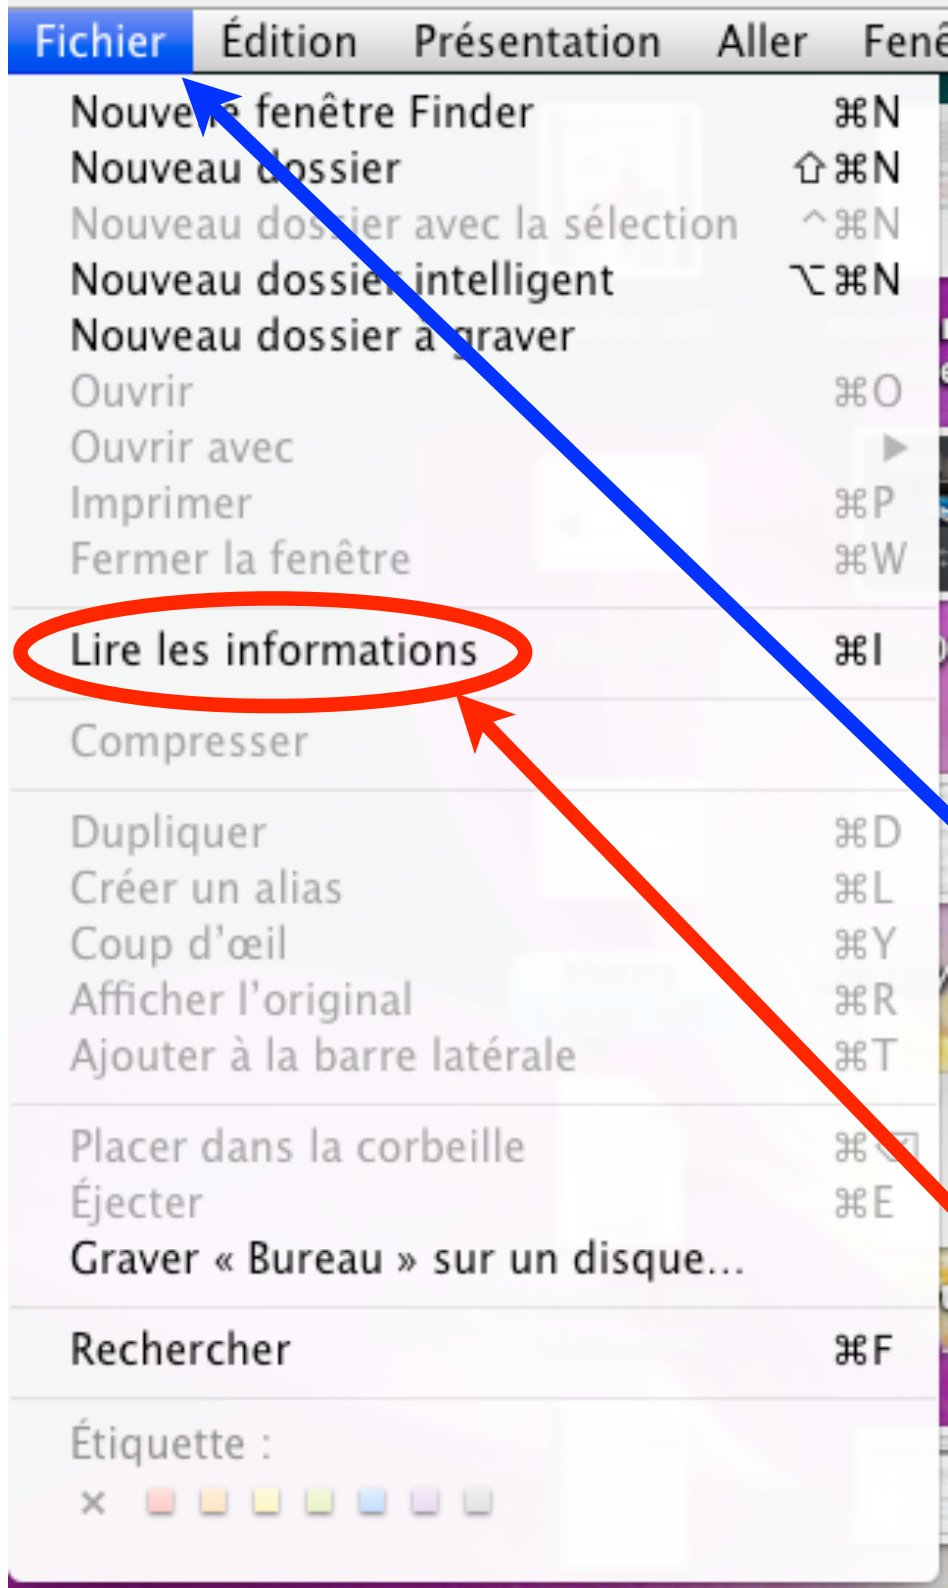 Fichier Édition Présentation Aller Fenê
Nouvelle fenêtre Finder ⌘N
Nouveau dossier ⇧⌘N
Nouveau dossier avec la sélection ^⌘N
Nouveau dossier intelligent ⌥⌘N
Nouveau dossier à graver
Ouvrir ⌘O
Ouvrir avec ▶
Imprimer ⌘P
Fermer la fenêtre ⌘W
Lire les informations ⌘I
Compresser
Dupliquer ⌘D
Créer un alias ⌘L
Coup d’œil ⌘Y
Afficher l’original ⌘R
Ajouter à la barre latérale ⌘T
Placer dans la corbeille ⌘⌫
Éjecter ⌘E
Graver « Bureau » sur un disque...
Rechercher ⌘F
Étiquette :
×